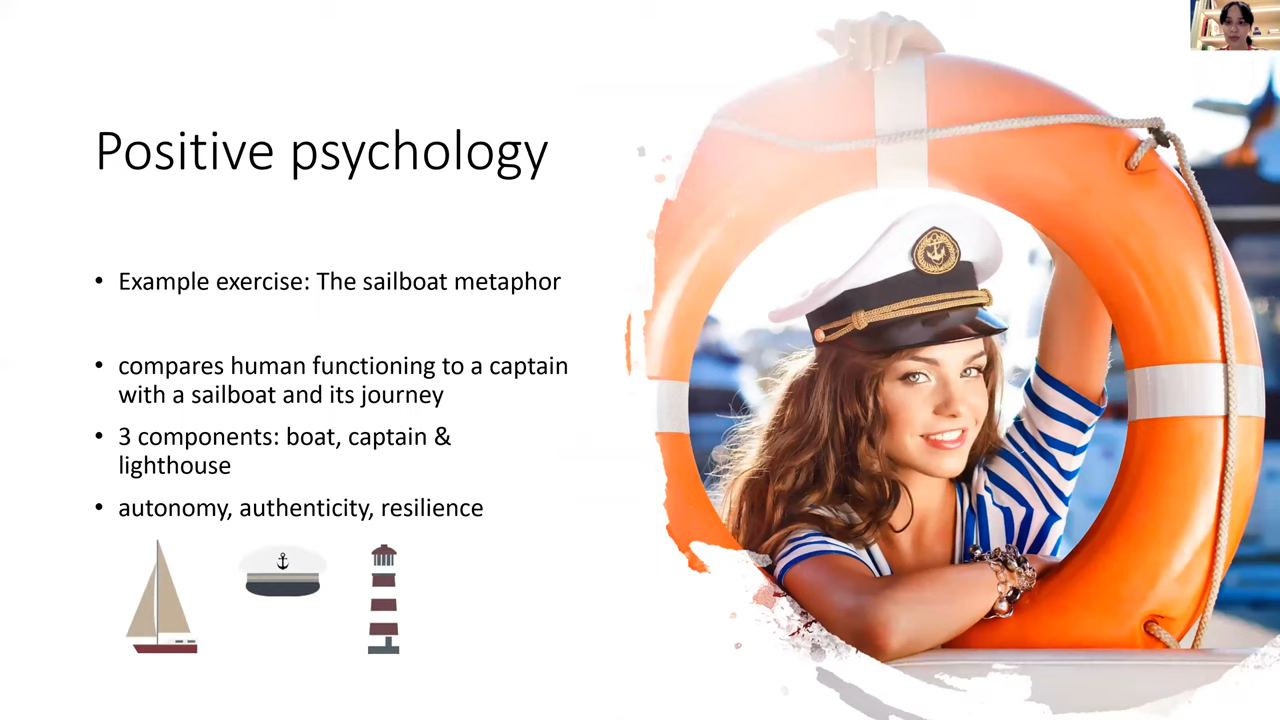 Positive psychology
• Example exercise: The sailboat metaphor
• compares human functioning to a captain
with a sailboat and its journey
• 3 components: boat, captain &
lighthouse
• autonomy, authenticity, resilience